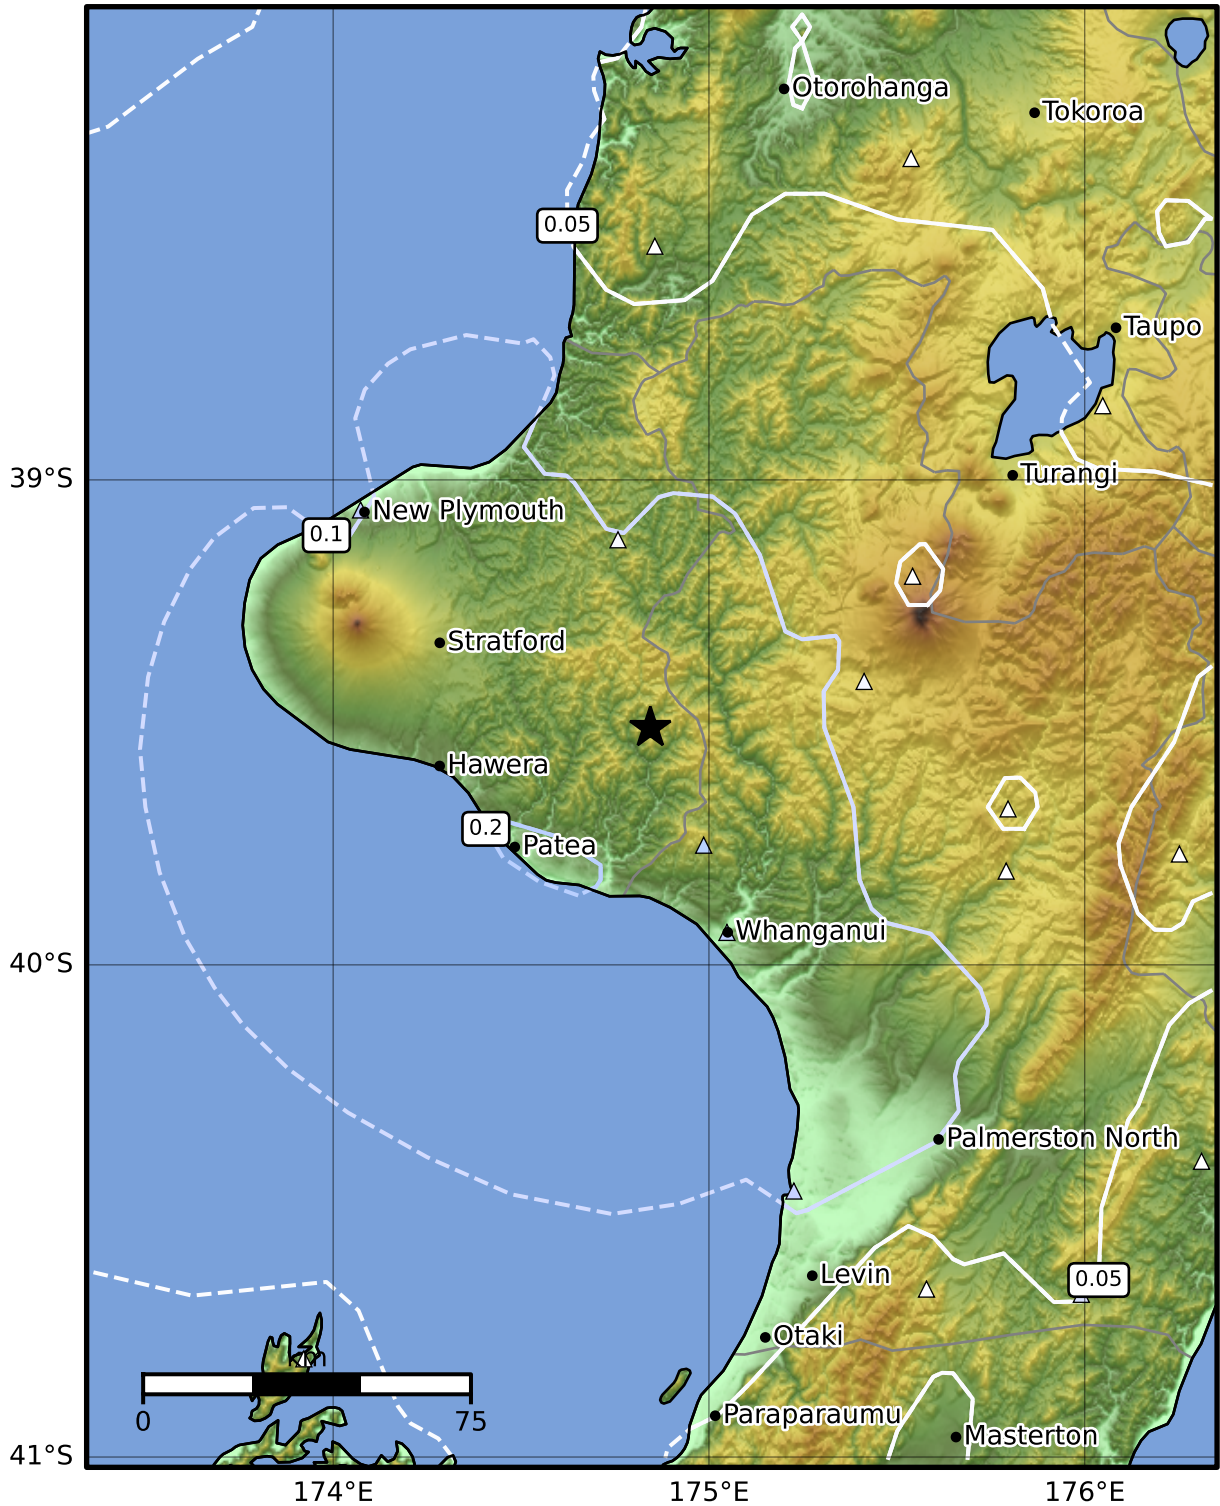 Otorohanga
Tokoroa
0.05
Taupo
39°S
Turangi
New Plymouth
0.1
Stratford
Hawera
0.2
Patea
Whanganui
40°S
Palmerston North
Levin
0.05
Otaki
0
75
Paraparaumu
Masterton
41°S
174°E
175°E
176°E